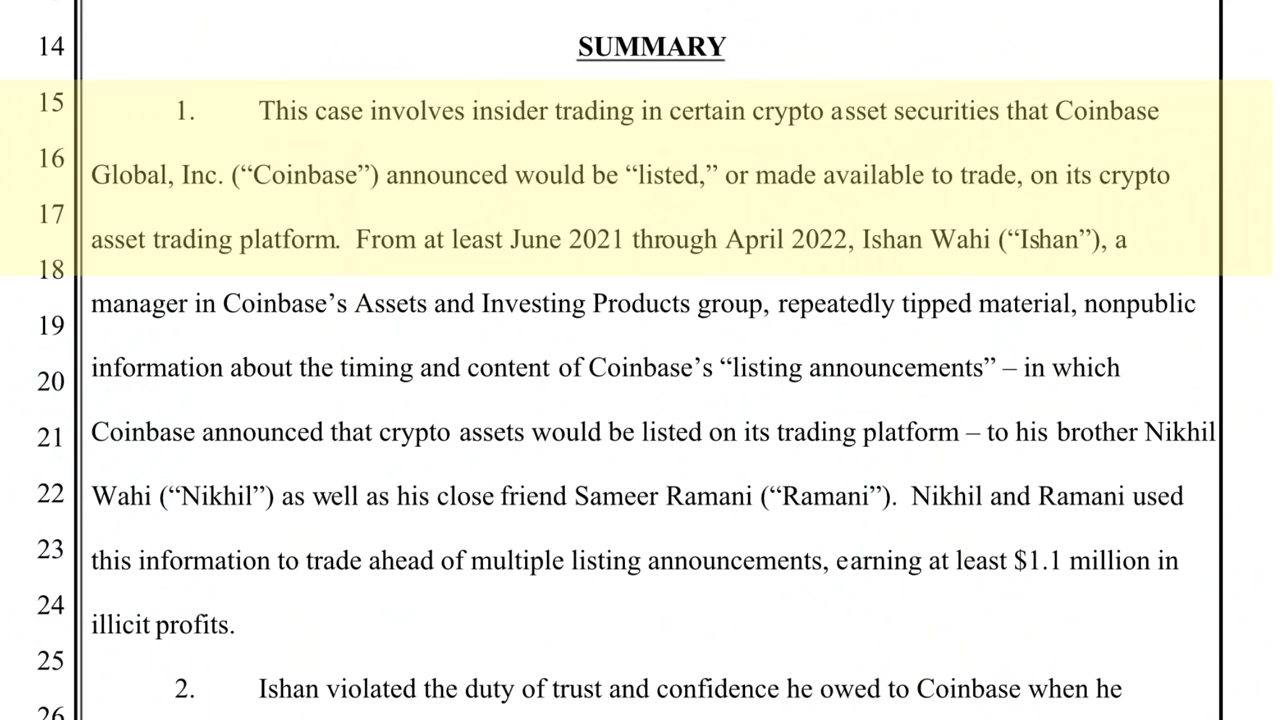 14 SUMMARY
15 1. This case involves insider trading in certain crypto asset securities that Coinbase
16 Global, Inc. (“Coinbase”) announced would be “listed,” or made available to trade, on its crypto
17 asset trading platform. From at least June 2021 through April 2022, Ishan Wahi (“Ishan”), a
18 manager in Coinbase’s Assets and Investing Products group, repeatedly tipped material, nonpublic
19 information about the timing and content of Coinbase’s “listing announcements” – in which
20
21 Coinbase announced that crypto assets would be listed on its trading platform – to his brother Nikhil
22 Wahi (“Nikhil”) as well as his close friend Sameer Ramani (“Ramani”). Nikhil and Ramani used
23 this information to trade ahead of multiple listing announcements, earning at least $1.1 million in
24 illicit profits.
25 2. Ishan violated the duty of trust and confidence he owed to Coinbase when he
26